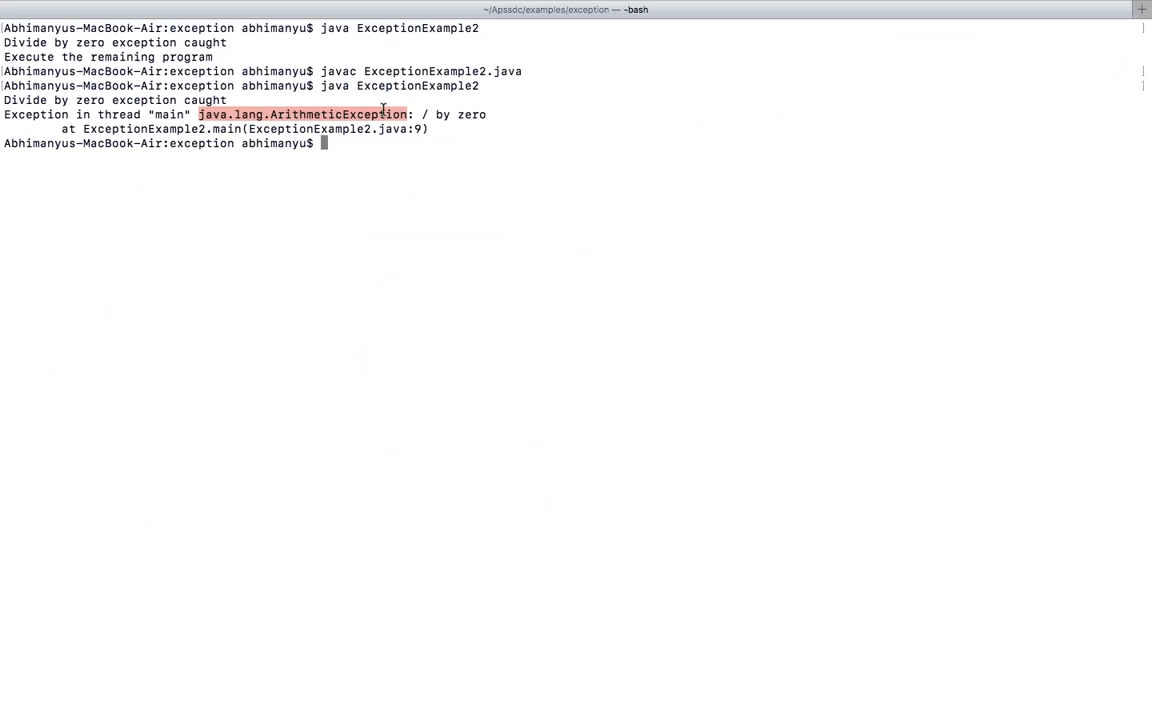 ~/Apssdc/examples/exception — -bash
[Abhimanyus-MacBook-Air:exception abhimanyu$ java ExceptionExample2 ]
Divide by zero exception caught
Execute the remaining program
[Abhimanyus-MacBook-Air:exception abhimanyu$ javac ExceptionExample2.java ]
[Abhimanyus-MacBook-Air:exception abhimanyu$ java ExceptionExample2 ]
Divide by zero exception caught
Exception in thread "main" java.lang.ArithmeticException: / by zero
at ExceptionExample2.main(ExceptionExample2.java:9)
Abhimanyus-MacBook-Air:exception abhimanyu$